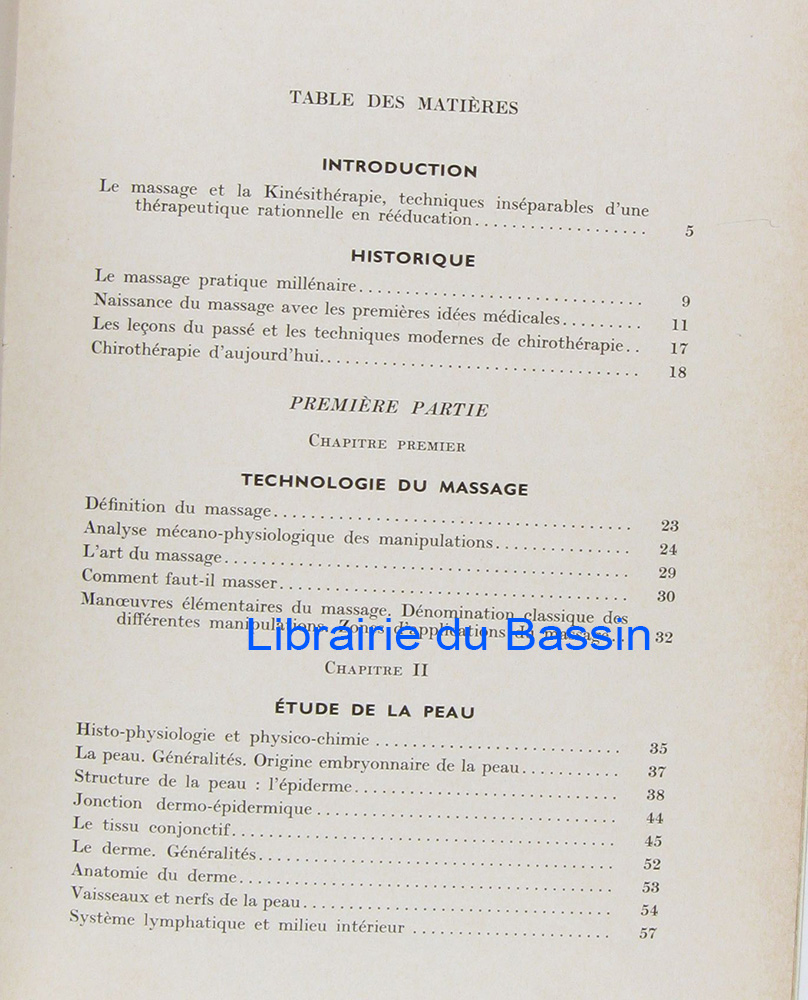 TABLE DES MATIÈRES
INTRODUCTION
Le massage et la Kinésithérapie, techniques inséparables d'une
thérapeutique rationnelle en rééducation................... 5
HISTORIQUE
Le massage pratique millénaire............................. 9
Naissance du massage avec les premières idées médicales......... 11
Les leçons du passé et les techniques modernes de chirothérapie.. 17
Chirothérapie d'aujourd'hui................................ 18
PREMIÈRE PARTIE
CHAPITRE PREMIER
TECHNOLOGIE DU MASSAGE
Définition du massage..................................... 23
Analyse mécano-physiologique des manipulations.............. 24
L'art du massage.......................................... 29
Comment faut-il masser.................................... 30
Manœuvres élémentaires du massage. Dénomination classique des
différentes manipulations. Zones d'applications du massage.. 32
Librairie du Bassin
CHAPITRE II
ÉTUDE DE LA PEAU
Histo-physiologie et physico-chimie ......................... 35
La peau. Généralités. Origine embryonnaire de la peau.......... 37
Structure de la peau : l'épiderme........................... 38
Jonction dermo-épidermique ............................... 44
Le tissu conjonctif....................................... 45
Le derme. Généralités..................................... 52
Anatomie du derme....................................... 53
Vaisseaux et nerfs de la peau............................... 54
Système lymphatique et milieu intérieur ..................... 57